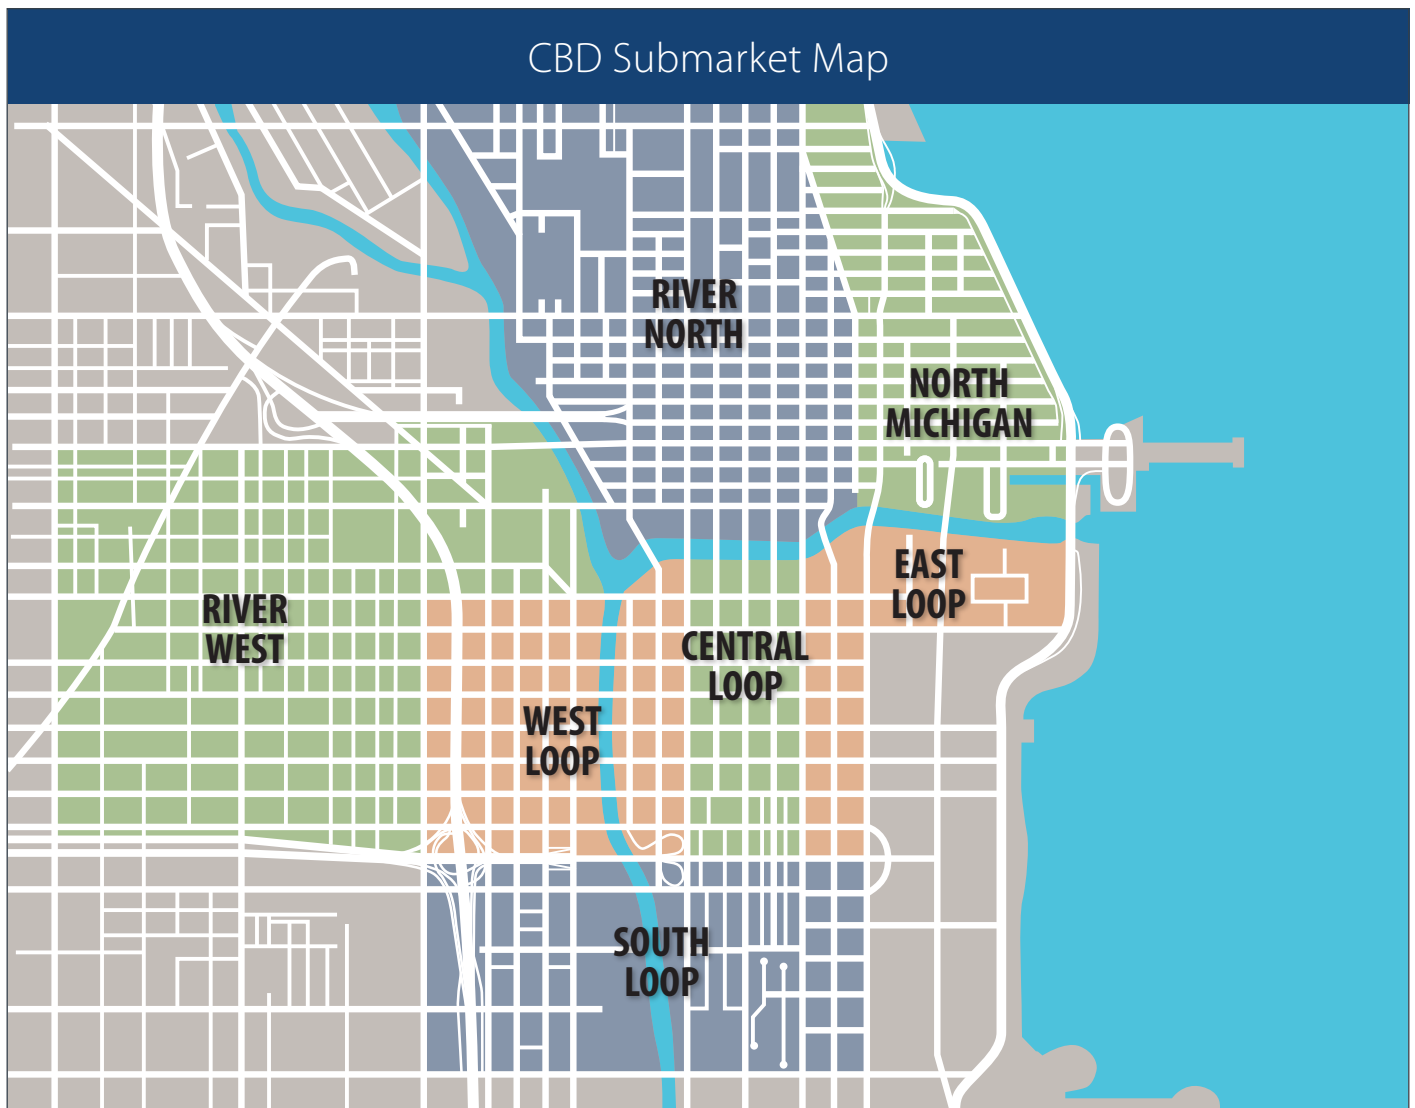 CBD Submarket Map
RIVER
NORTH
NORTH
MICHIGAN
EAST
LOOP
RIVER
WEST
CENTRAL
LOOP
WEST
LOOP
SOUTH
LOOP